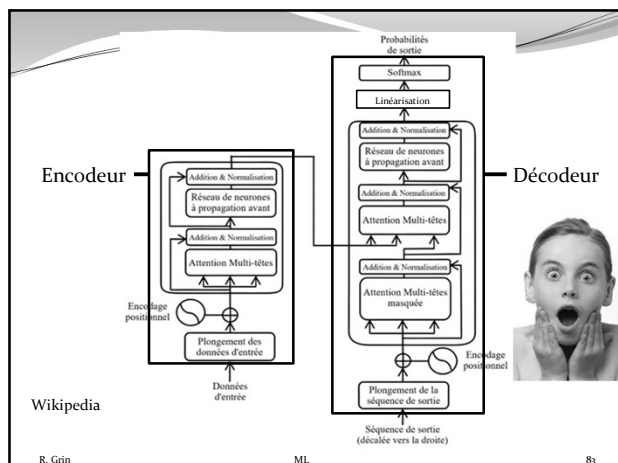 Encodeur
Addition & Normalisation
Réseau de neurones
à propagation avant
Addition & Normalisation
Attention Multi-têtes
Encodage
positionnel
Plongement des
données d'entrée
Données
d'entrée
Wikipedia
Probabilités
de sortie
Softmax
Linéarisation
Addition & Normalisation
Réseau de neurones
à propagation avant
Addition & Normalisation
Attention Multi-têtes
Addition & Normalisation
Attention Multi-têtes
masquée
Encodage
positionnel
Plongement de la
séquence de sortie
Séquence de sortie
(décalée vers la droite)
Décodeur
R. Grin
ML
83